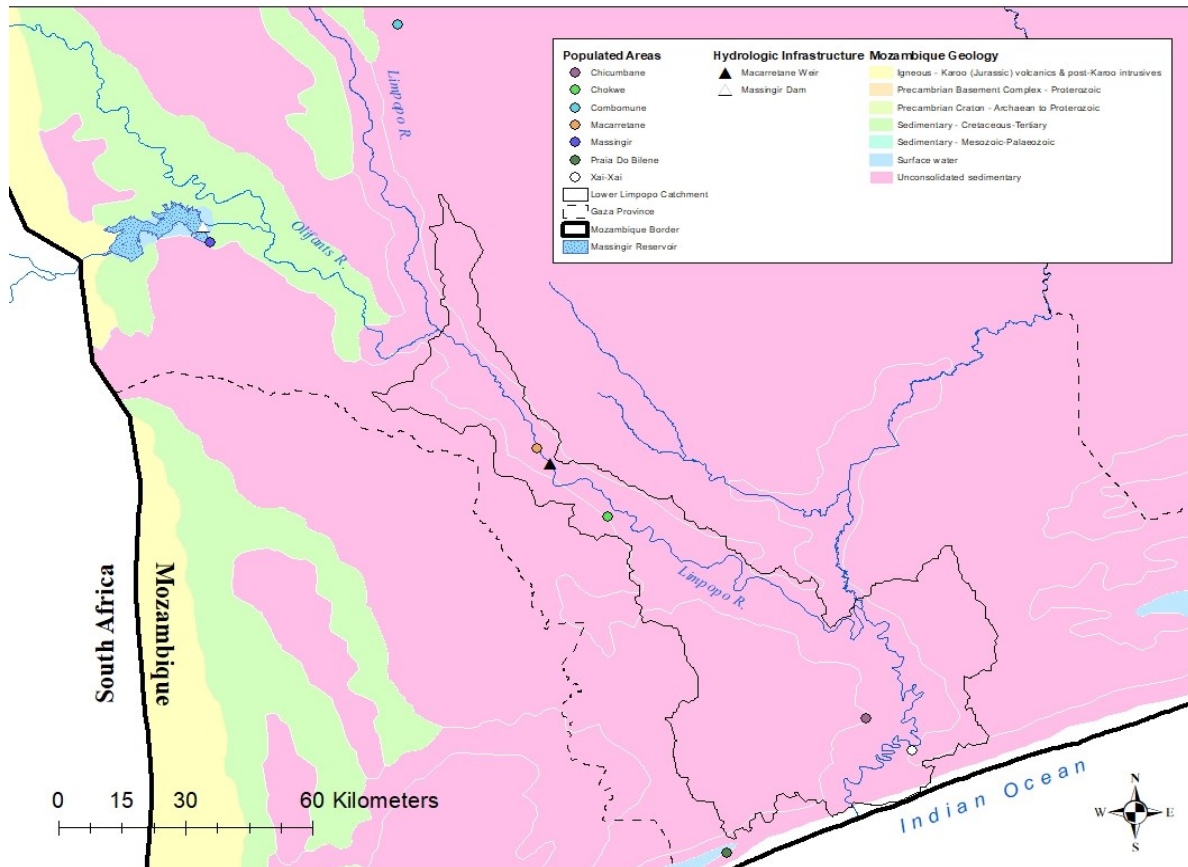 Populated Areas
Chicumbane
Chokwe
Combomune
Macarretane
Massingir
Praia Do Bilene
Xai-Xai
Lower Limpopo Catchment
Gaza Province
Mozambique Border
Massingir Reservoir
Hydrologic Infrastructure
Macarretane Weir
Massingir Dam
Mozambique Geology
Igneous - Karoo (Jurassic) volcanics & post-Karoo intrusives
Precambrian Basement Complex - Proterozoic
Precambrian Craton - Archaean to Proterozoic
Sedimentary - Cretaceous-Tertiary
Sedimentary - Mesozoic-Palaeozoic
Surface water
Unconsolidated sedimentary
Limpopo R.
Olifants R.
Limpopo R.
South Africa
Mozambique
0 15 30 60 Kilometers
Indian Ocean
N
W E
S